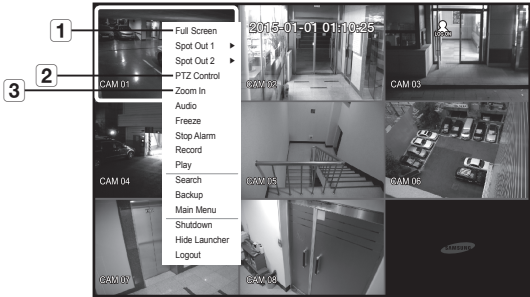 1
2
3
Full Screen
Spot Out 1
Spot Out 2
PTZ Control
Zoom In
Audio
Freeze
Stop Alarm
Record
Play
Search
Backup
Main Menu
Shutdown
Hide Launcher
Logout
2015-01-01 01:10:25
LOG ON
CAM 01
CAM 02
CAM 03
CAM 04
CAM 05
CAM 06
CAM 07
CAM 08
SAMSUNG